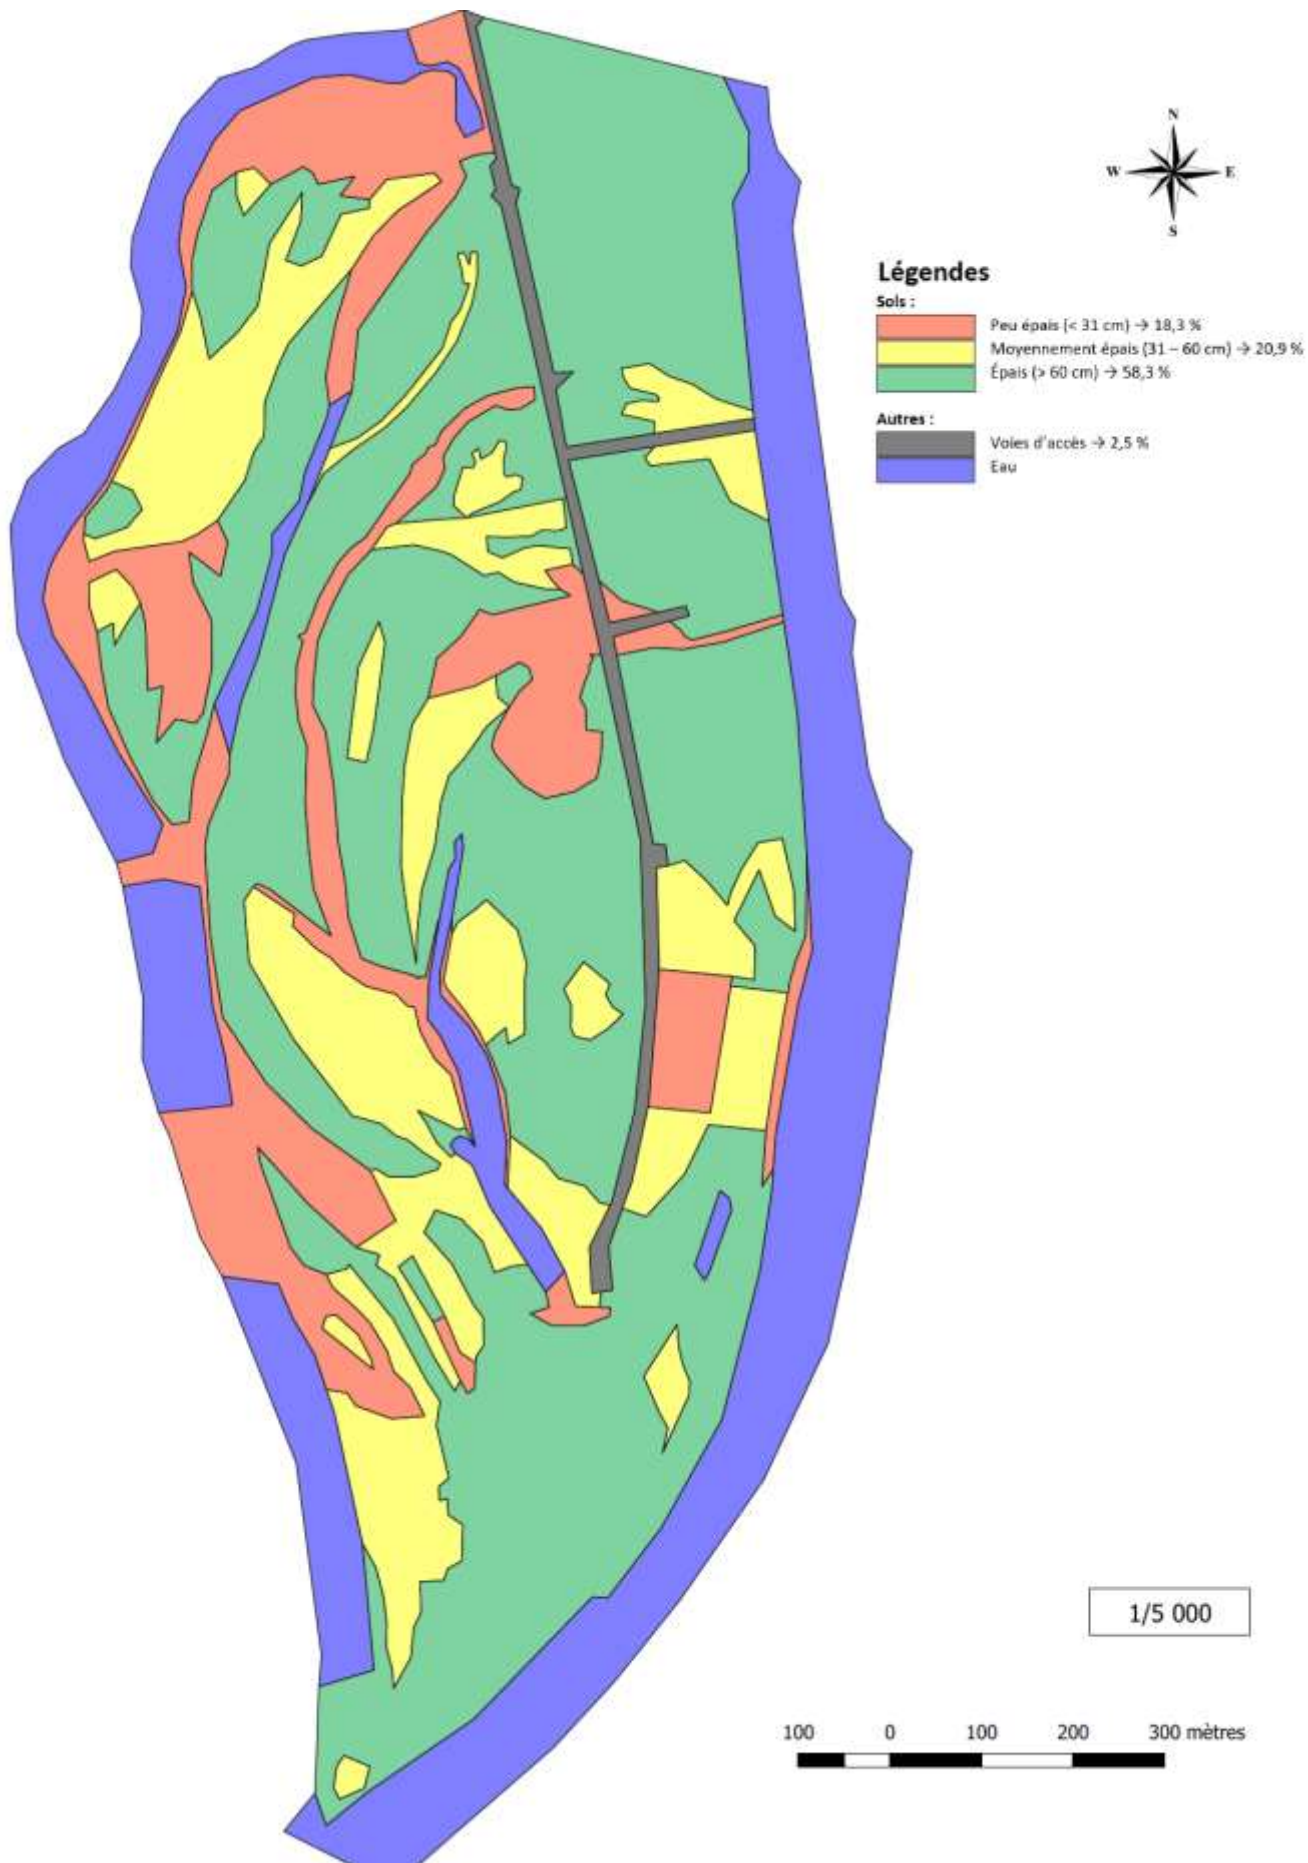 N
W E
S
Légendes
Sols :
Peu épais (< 31 cm) → 18,3 %
Moyennement épais (31 – 60 cm) → 20,9 %
Épais (> 60 cm) → 58,3 %
Autres :
Voies d'accès → 2,5 %
Eau
1/5 000
100 0 100 200 300 mètres